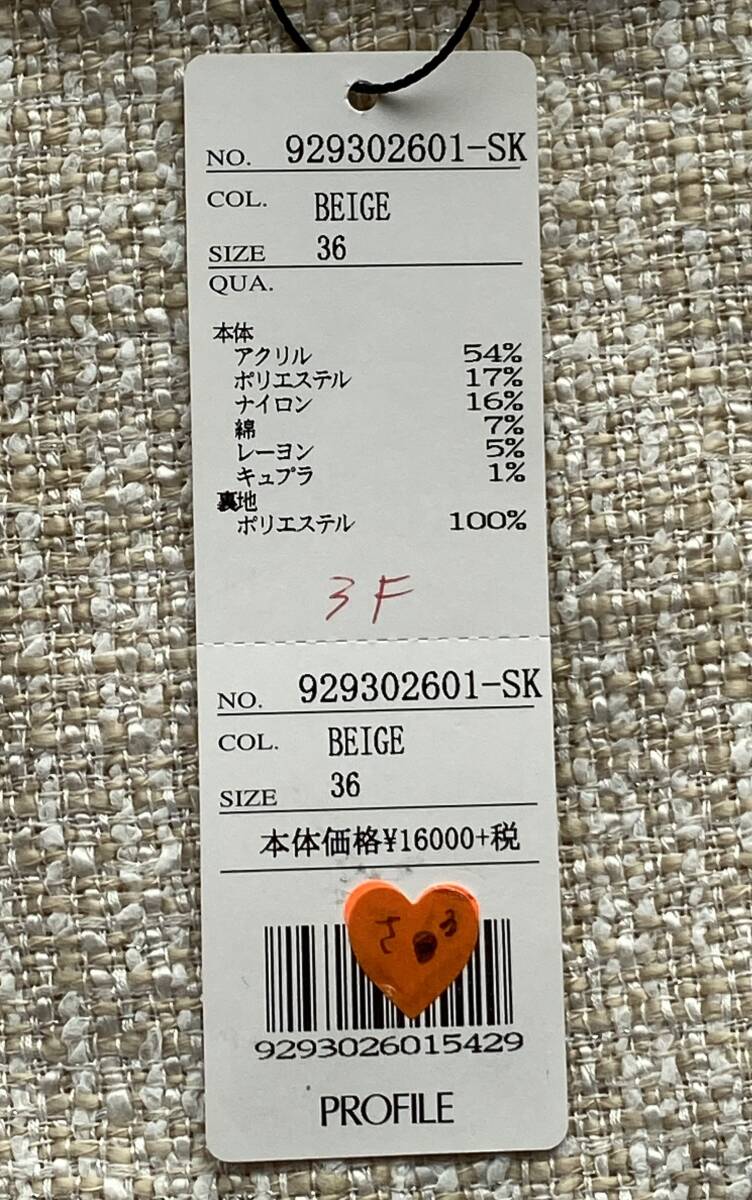 NO. 929302601-SK
COL. BEIGE
SIZE 36
QUA.
本体
アクリル 54%
ポリエステル 17%
ナイロン 16%
綿 7%
レーヨン 5%
キュプラ 1%
裏地
ポリエステル 100%
3F
NO. 929302601-SK
COL. BEIGE
SIZE 36
本体価格¥16000+税
9293026015429
PROFILE